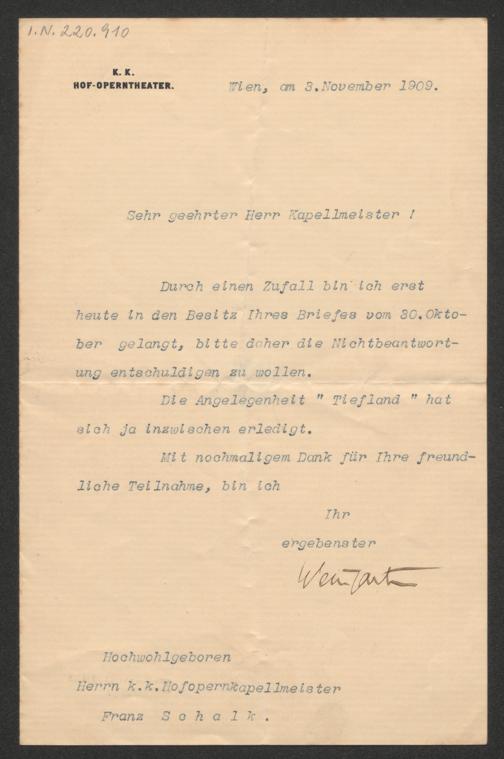 I.N. 220.910
K. K.
HOF-OPERNTHEATER.
Wien, am 3.November 1909.
Sehr geehrter Herr Kapellmeister !
Durch einen Zufall bin ich erst
heute in den Besitz Ihres Briefes vom 30.Okto-
ber gelangt, bitte daher die Nichtbeantwort-
ung entschuldigen zu wollen.
Die Angelegenheit " Tiefland " hat
sich ja inzwischen erledigt.
Mit nochmaligem Dank für Ihre freund-
liche Teilnahme, bin ich
Ihr
ergebenster
Weingartner
Hochwohlgeboren
Herrn k.k.Hofopernkapellmeister
Franz S c h a l k .